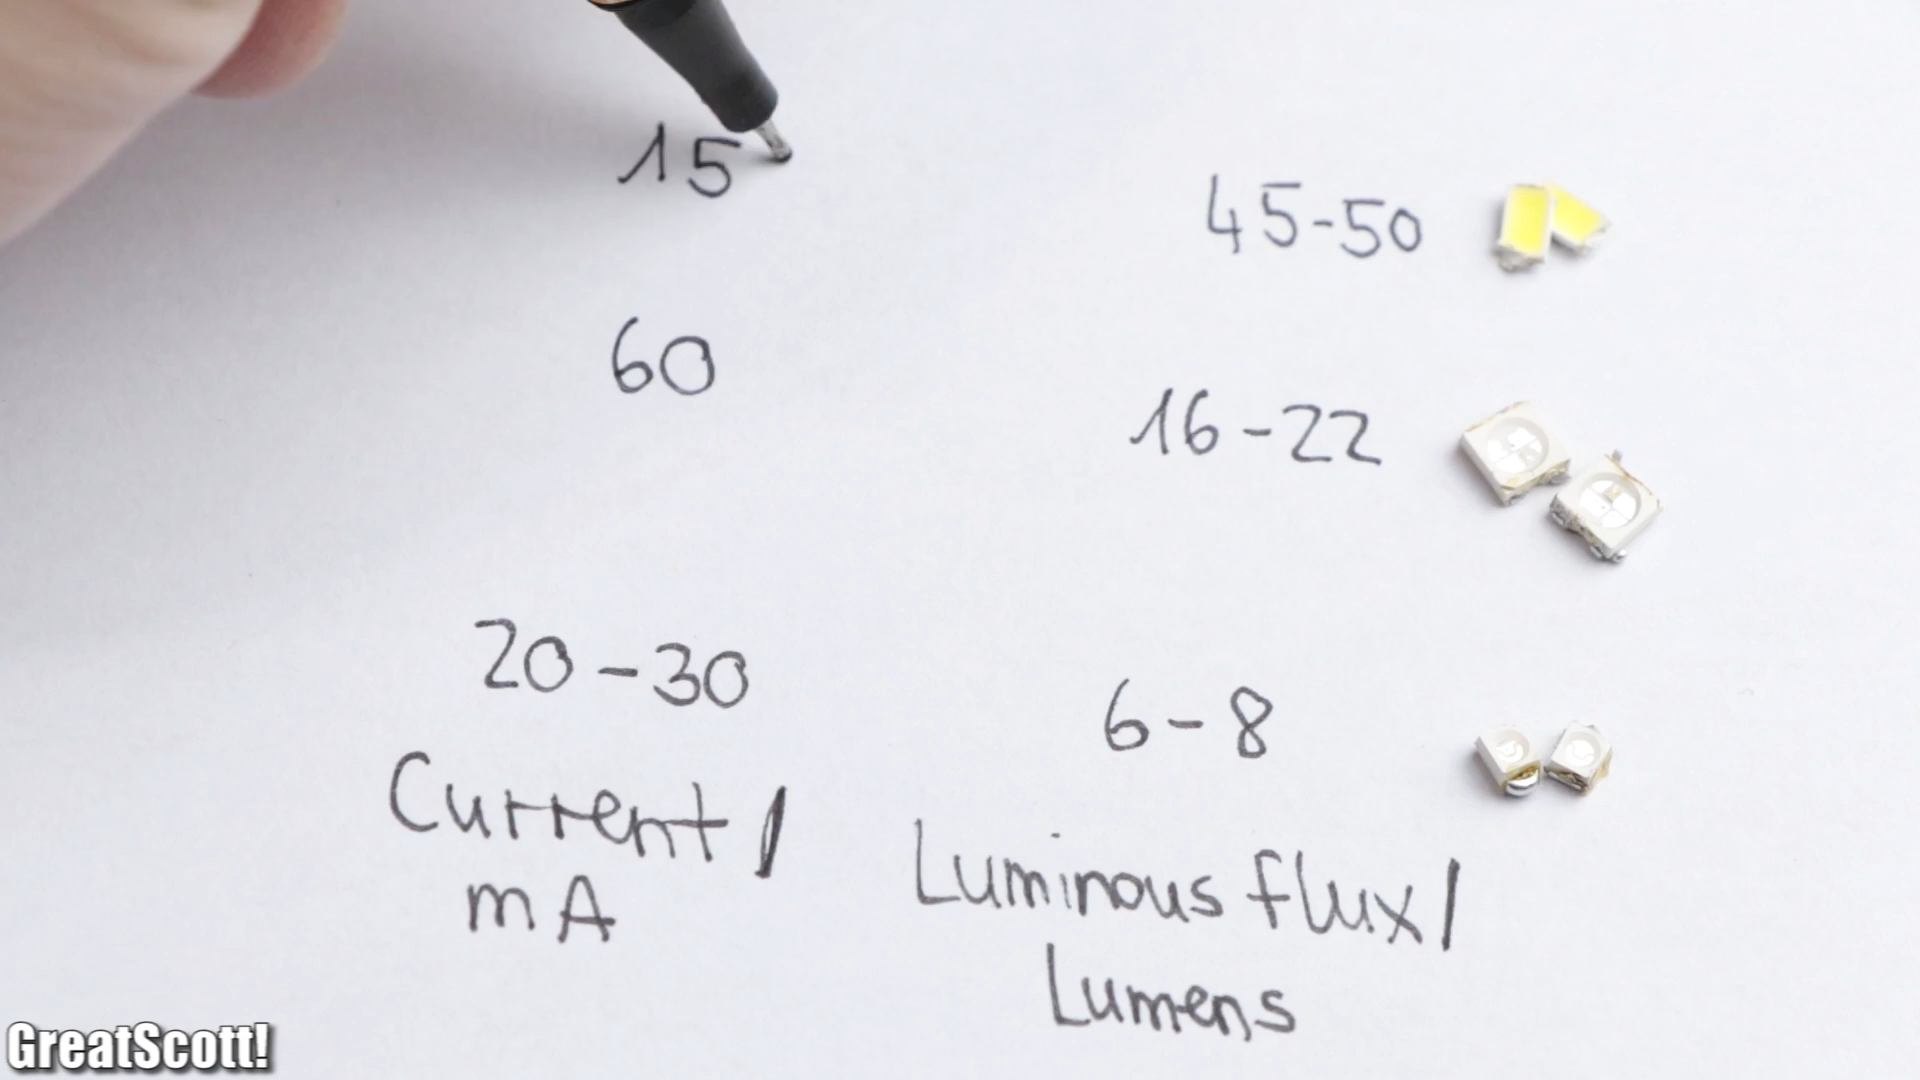 15
45-50
60
16-22
20-30
6-8
Current/
mA
Luminous flux/
Lumens
GreatScott!